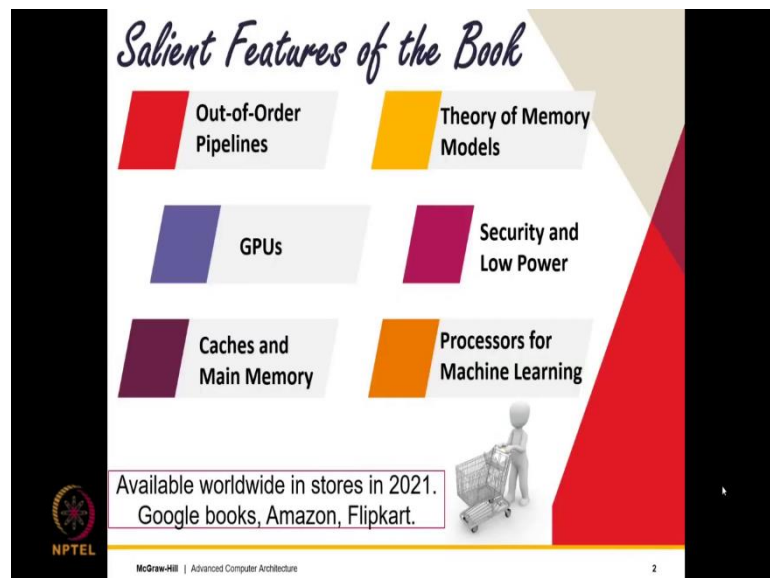 Salient Features of the Book
Out-of-Order
Pipelines
Theory of Memory
Models
GPUs
Security and
Low Power
Caches and
Main Memory
Processors for
Machine Learning
Available worldwide in stores in 2021.
Google books, Amazon, Flipkart.
NPTEL
McGraw-Hill | Advanced Computer Architecture
2